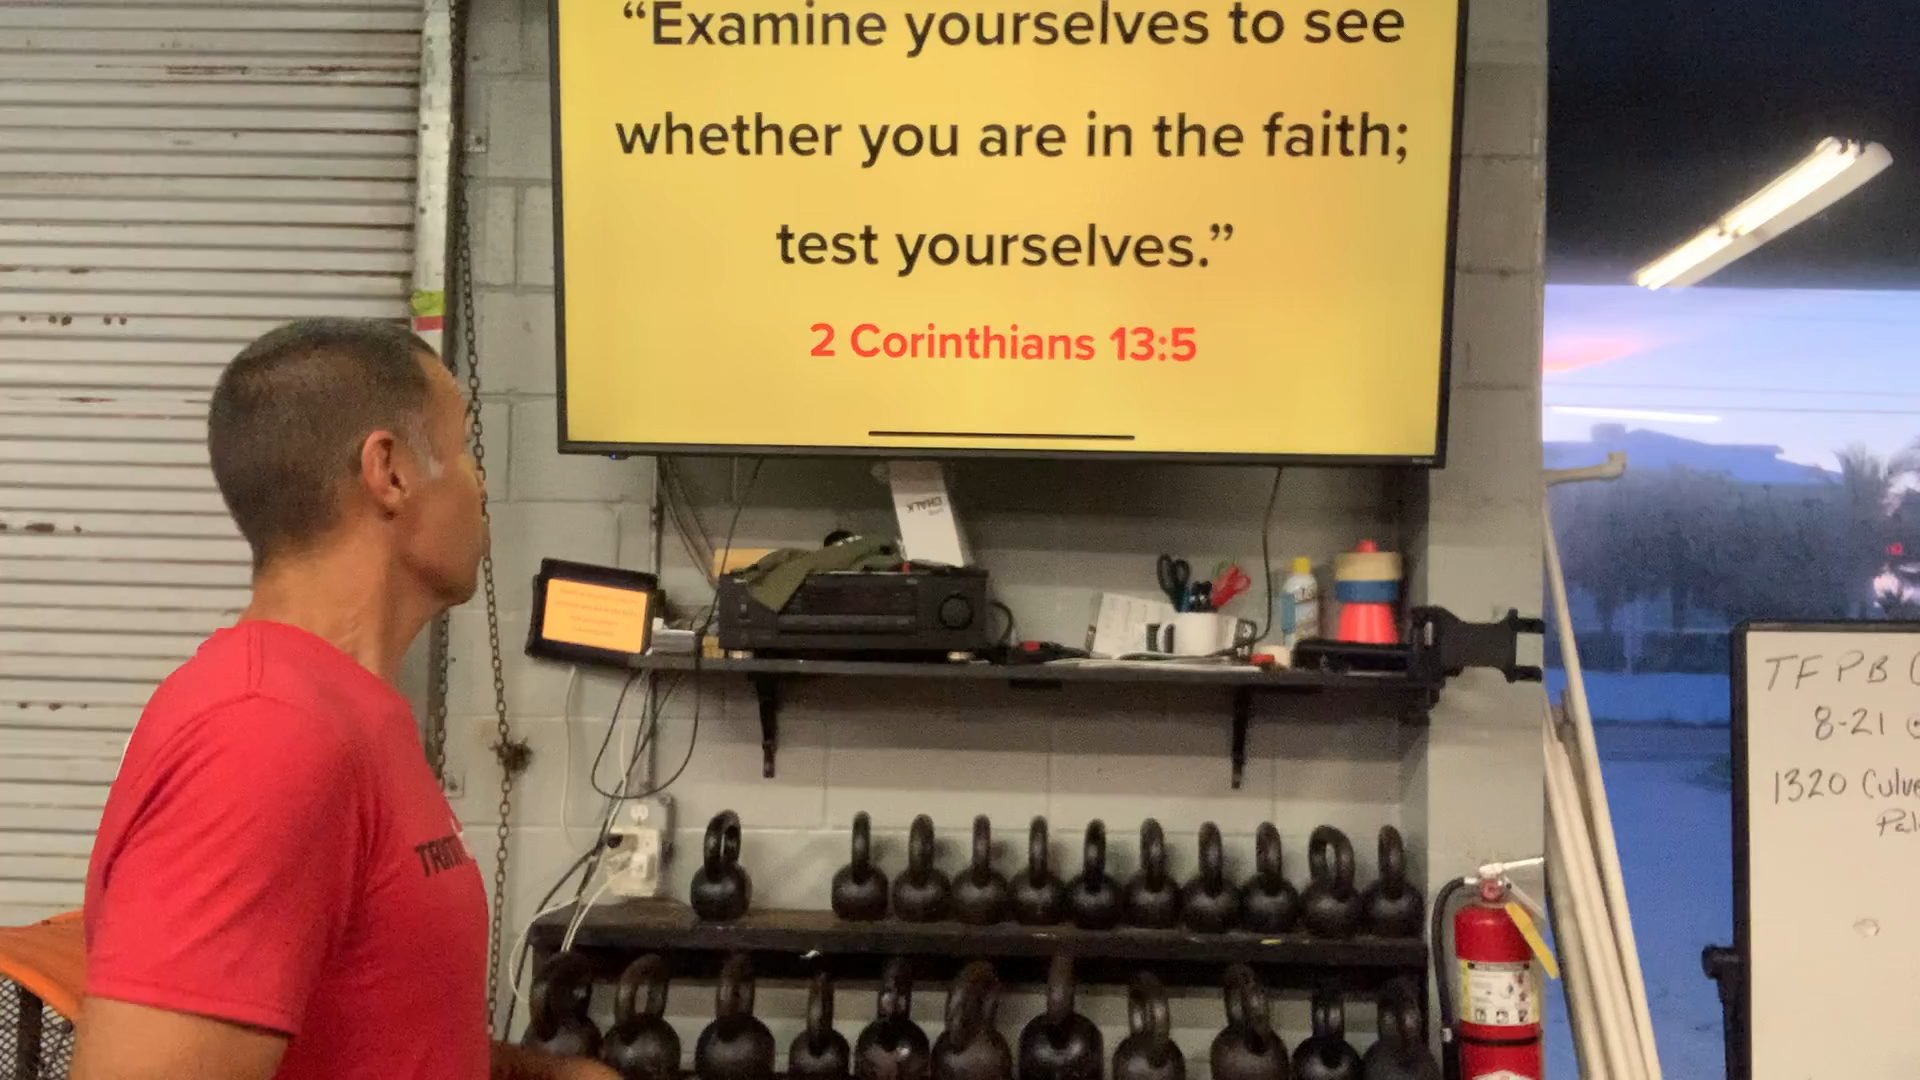 “Examine yourselves to see
whether you are in the faith;
test yourselves.”
2 Corinthians 13:5
CHALK
TFPB
8-21
1320